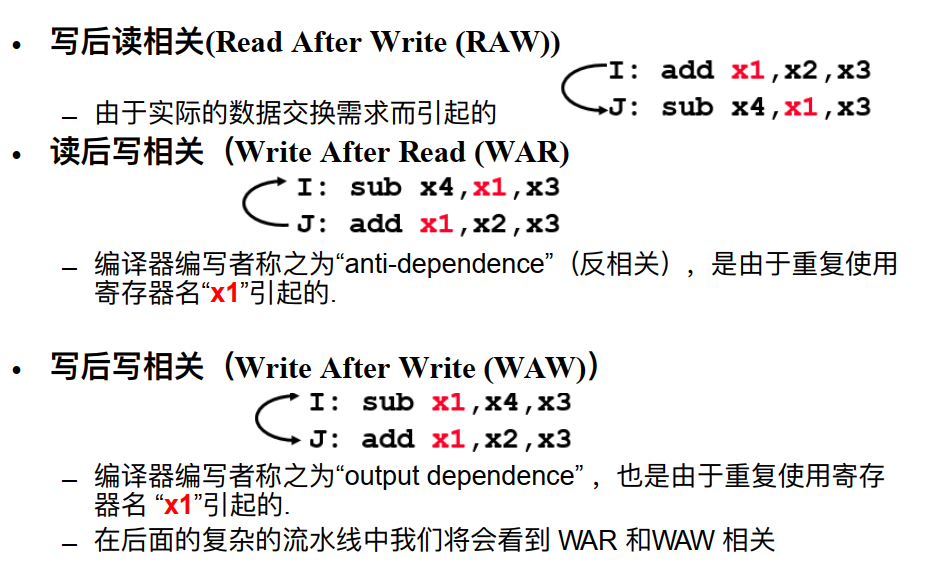 • 写后读相关(Read After Write (RAW))
I: add x1,x2,x3
J: sub x4,x1,x3
– 由于实际的数据交换需求而引起的
• 读后写相关（Write After Read (WAR)
I: sub x4,x1,x3
J: add x1,x2,x3
– 编译器编写者称之为“anti-dependence”（反相关），是由于重复使用
寄存器名“x1”引起的.
• 写后写相关（Write After Write (WAW)）
I: sub x1,x4,x3
J: add x1,x2,x3
– 编译器编写者称之为“output dependence” ，也是由于重复使用寄存
器名 “x1”引起的.
– 在后面的复杂的流水线中我们将会看到 WAR 和WAW 相关